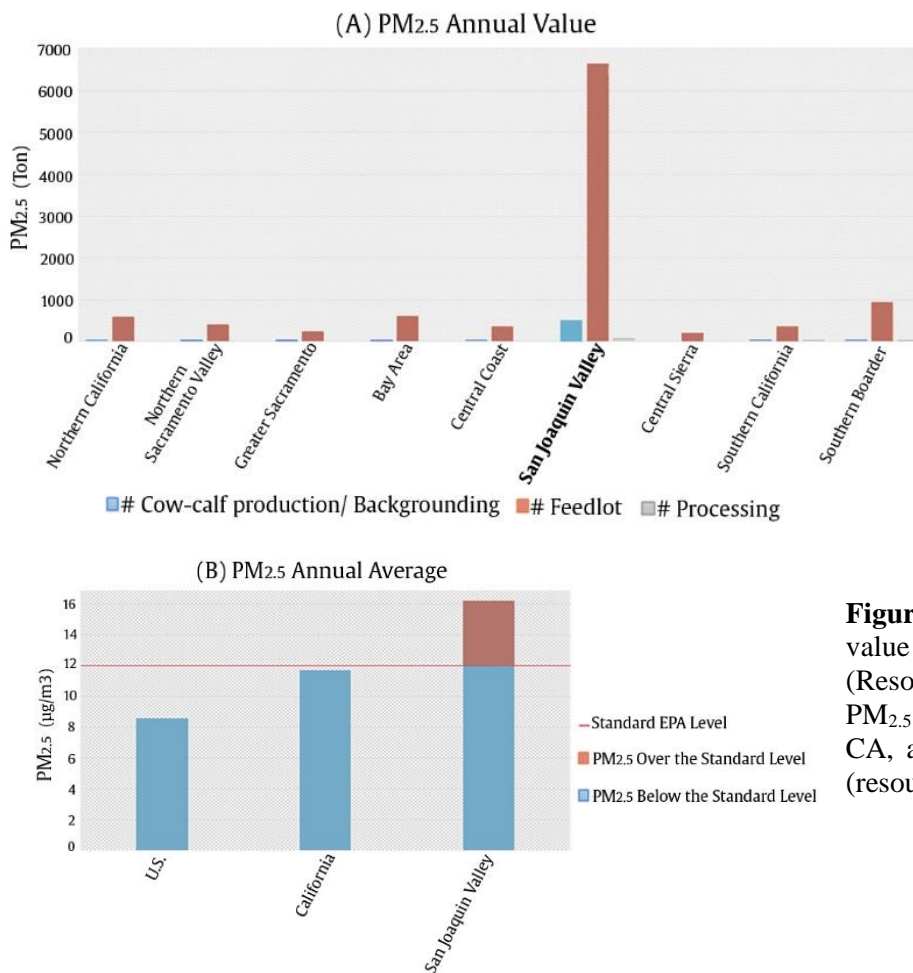 (A) PM2.5 Annual Value
7000
6000
5000
4000
3000
2000
1000
0
PM2.5 (Ton)
Northern California
Northern
Sacramento Valley
Greater Sacramento
Bay Area
Central Coast
San Joaquin Valley
Central Sierra
Southern California
Southern Boarder
# Cow-calf production/ Backgrounding # Feedlot # Processing
(B) PM2.5 Annual Average
16
14
12
10
8
6
4
2
0
PM2.5 (µg/m3)
U.S.
California
San Joaquin Valley
Standard EPA Level
PM2.5 Over the Standard Level
PM2.5 Below the Standard Level
Figur
value
(Reso
PM2.5
CA, a
(resou